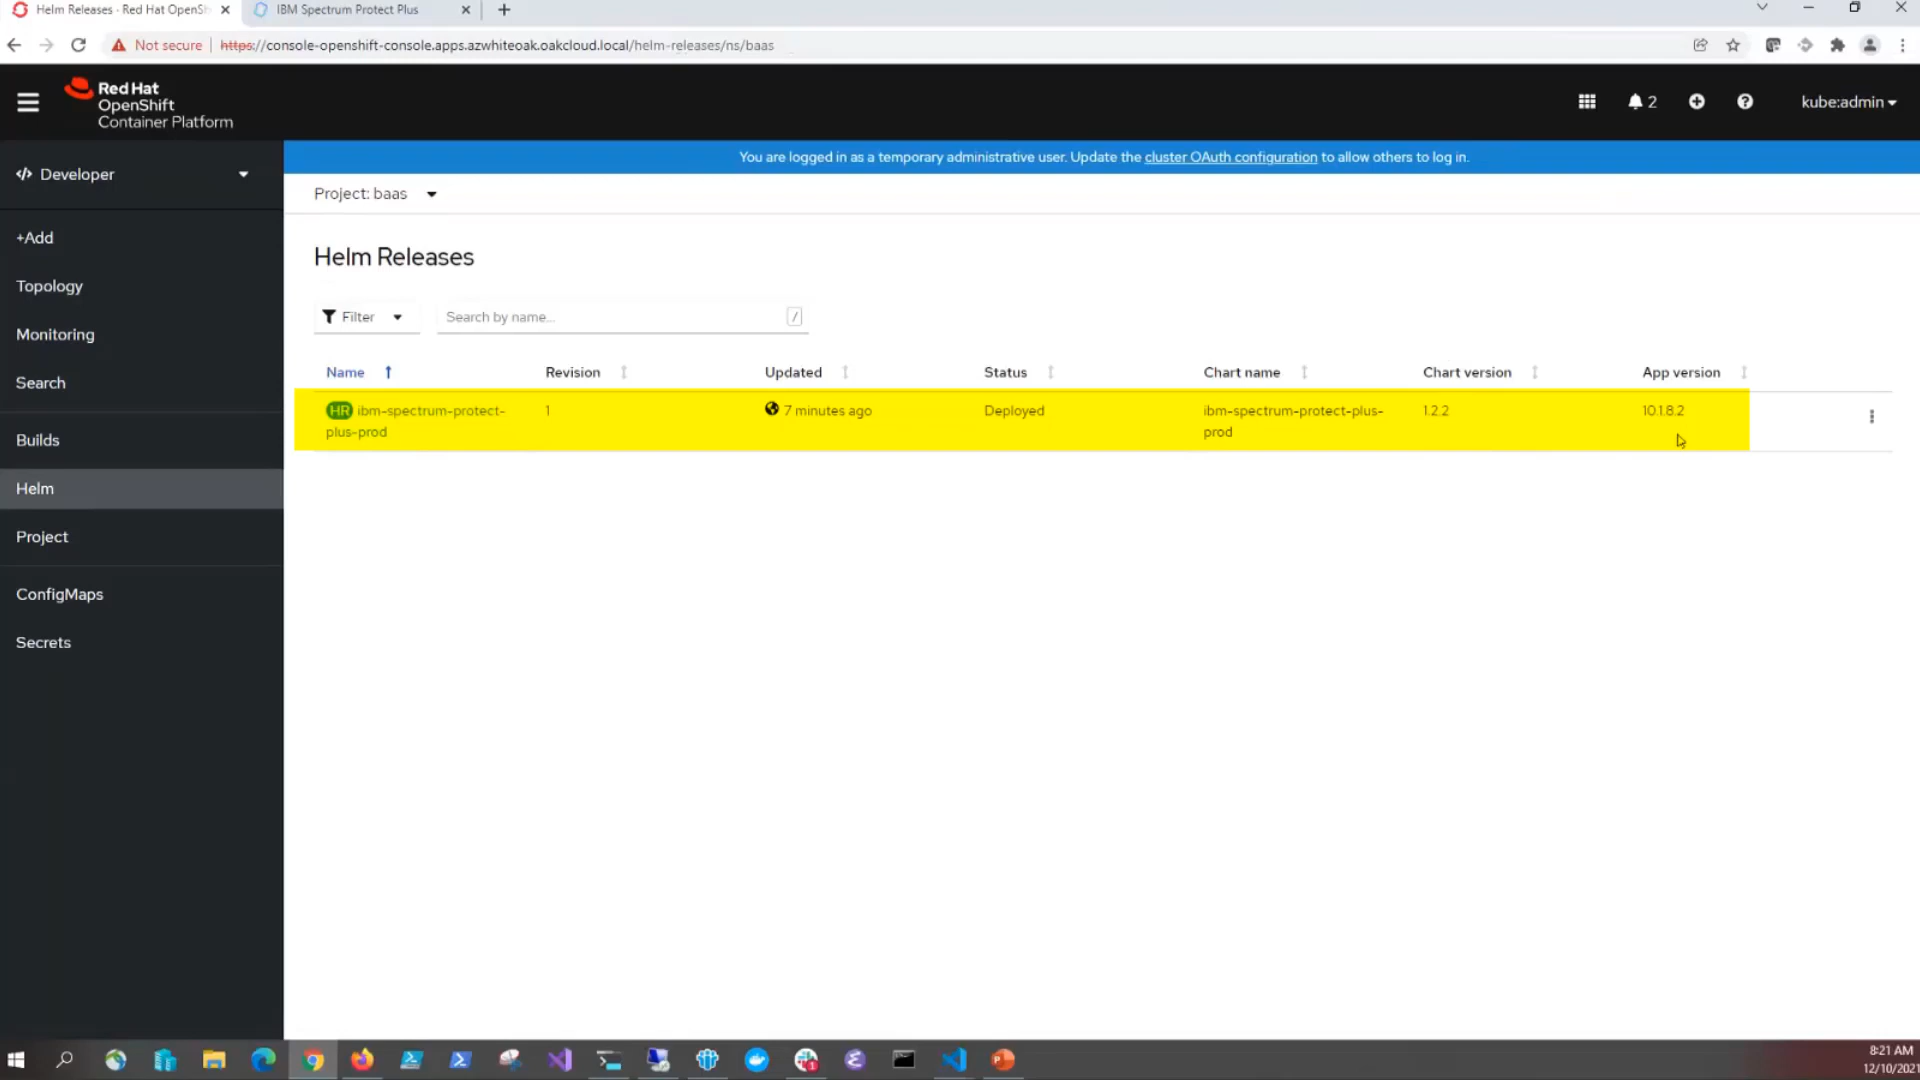 Helm Releases - Red Hat OpenSh
IBM Spectrum Protect Plus
Not secure | https://console-openshift-console.apps.azwhiteoak.oakcloud.local/helm-releases/ns/baas
Red Hat
OpenShift
Container Platform
2
kube:admin
Developer
You are logged in as a temporary administrative user. Update the cluster OAuth configuration to allow others to log in.
Project: baas
+Add
Topology
Monitoring
Search
Builds
Helm
Project
ConfigMaps
Secrets
Helm Releases
Filter
Search by name...
/
Name Revision Updated Status Chart name Chart version App version
HR ibm-spectrum-protect- 1 7 minutes ago Deployed ibm-spectrum-protect-plus- 1.2.2 10.1.8.2
plus-prod prod
8:21 AM
12/10/2021